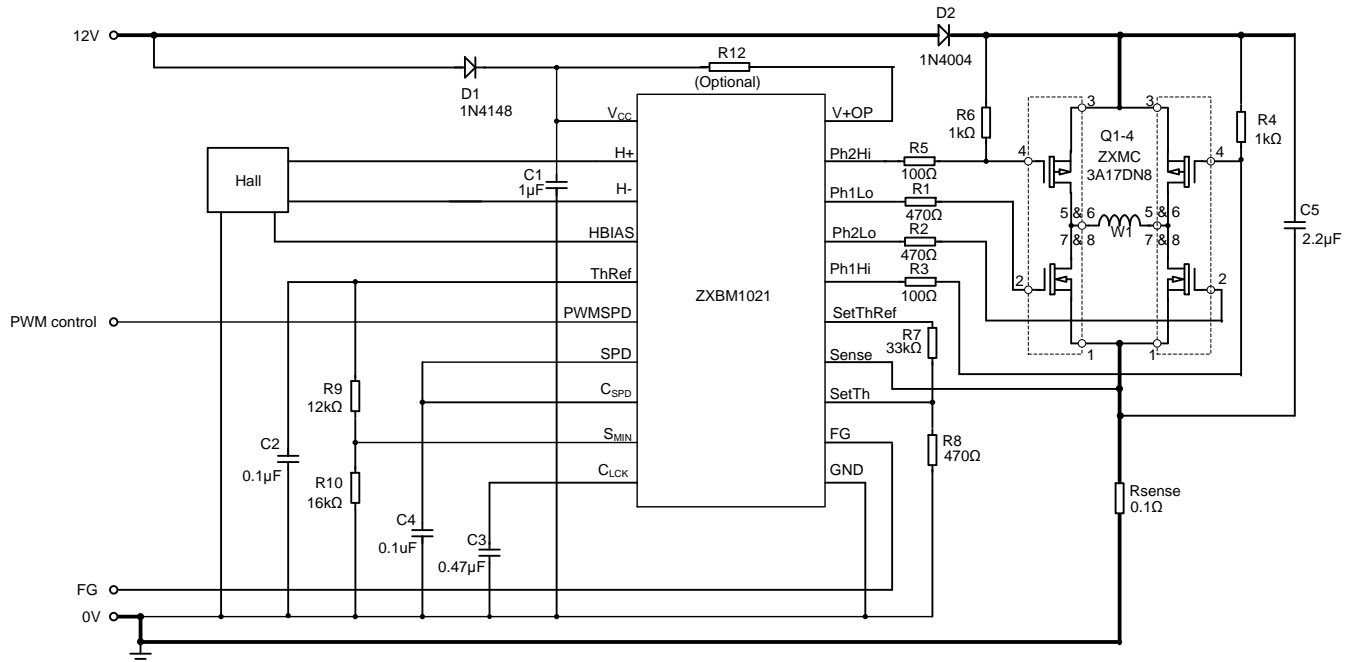 D2
12V
1N4004
R12
(Optional)
D1
1N4148
VCC
V+OP
R6
1kΩ
3
3
R4
1kΩ
Q1-4
ZXMC
3A17DN8
H+
Ph2Hi
R5
100Ω
4
4
Hall
C1
1µF
H-
Ph1Lo
R1
470Ω
5 & 6
5 & 6
W1
7 & 8
7 & 8
C5
2.2µF
HBIAS
Ph2Lo
R2
470Ω
ThRef
Ph1Hi
R3
100Ω
2
2
ZXBM1021
PWM control
PWMSPD
SetThRef
R7
33kΩ
1
1
SPD
Sense
R9
12kΩ
CSPD
SetTh
C2
0.1µF
SMIN
FG
R8
470Ω
R10
16kΩ
CLCK
GND
Rsense
0.1Ω
C4
0.1uF
C3
0.47µF
FG
0V